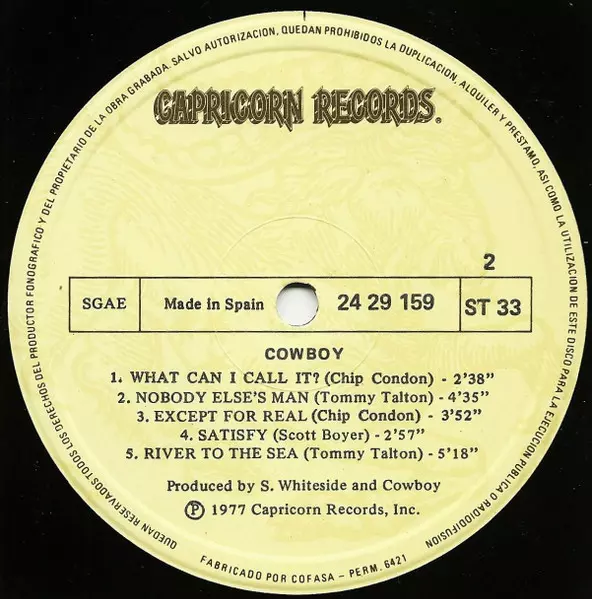 QUEDAN RESERVADOS TODOS LOS DERECHOS DEL PRODUCTOR FONOGRAFICO Y DEL PROPIETARIO DE LA OBRA GRABADA. SALVO AUTORIZACION, QUEDAN PROHIBIDOS LA DUPLICACION, ALQUILER Y PRESTAMO, ASI COMO LA UTILIZACION DE ESTE DISCO PARA LA EJECUCION PUBLICA O RADIODIFUSION
CAPRICORN RECORDS.
2
SGAE Made in Spain 24 29 159 ST 33
COWBOY
1. WHAT CAN I CALL IT? (Chip Condon) - 2'38"
2. NOBODY ELSE'S MAN (Tommy Talton) - 4'35"
3. EXCEPT FOR REAL (Chip Condon) - 3'52"
4. SATISFY (Scott Boyer) - 2'57"
5. RIVER TO THE SEA (Tommy Talton) - 5'18"
Produced by S. Whiteside and Cowboy
Ⓟ 1977 Capricorn Records, Inc.
FABRICADO POR COFASA – PERM. 6421